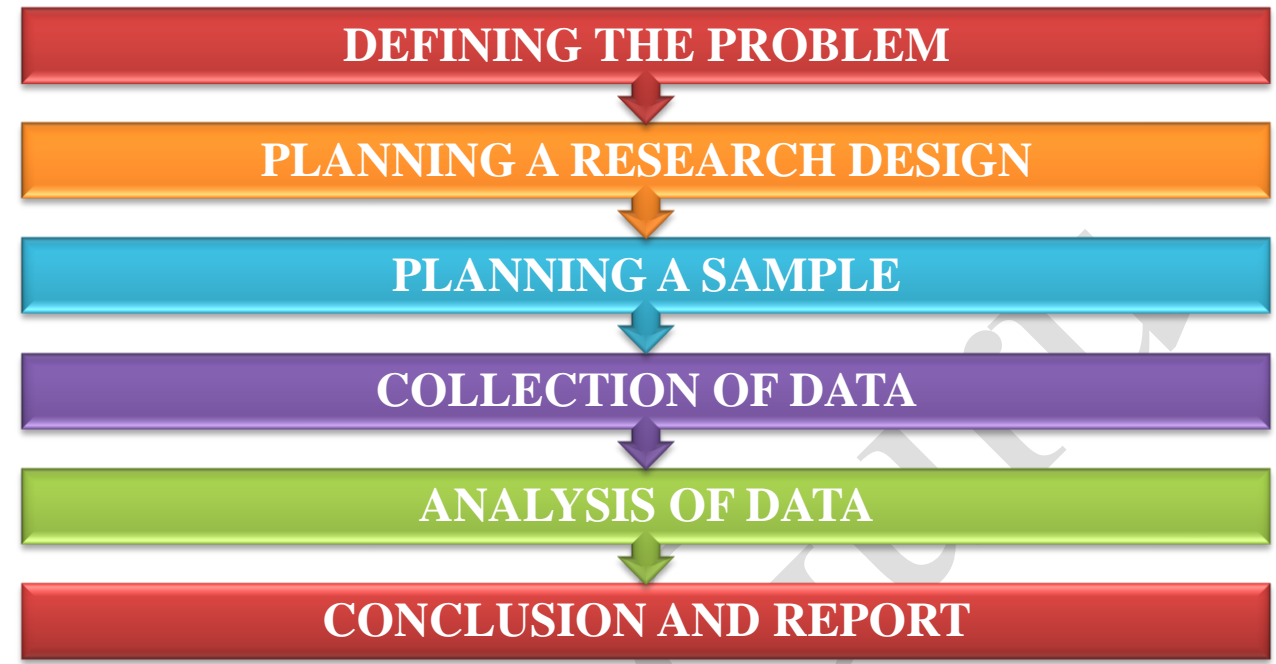 DEFINING THE PROBLEM
PLANNING A RESEARCH DESIGN
PLANNING A SAMPLE
COLLECTION OF DATA
ANALYSIS OF DATA
CONCLUSION AND REPORT